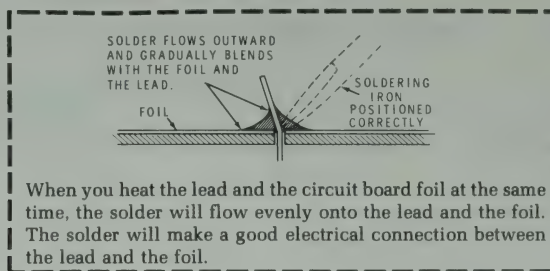 SOLDER FLOWS OUTWARD
AND GRADUALLY BLENDS
WITH THE FOIL AND
THE LEAD.
FOIL
SOLDERING
IRON
POSITIONED
CORRECTLY
When you heat the lead and the circuit board foil at the same
time, the solder will flow evenly onto the lead and the foil.
The solder will make a good electrical connection between
the lead and the foil.